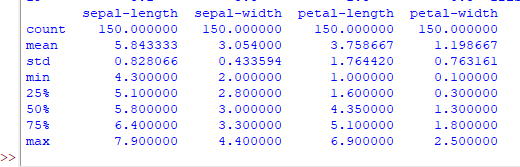 sepal-length sepal-width petal-length petal-width
count 150.000000 150.000000 150.000000 150.000000
mean 5.843333 3.054000 3.758667 1.198667
std 0.828066 0.433594 1.764420 0.763161
min 4.300000 2.000000 1.000000 0.100000
25% 5.100000 2.800000 1.600000 0.300000
50% 5.800000 3.000000 4.350000 1.300000
75% 6.400000 3.300000 5.100000 1.800000
max 7.900000 4.400000 6.900000 2.500000
>>